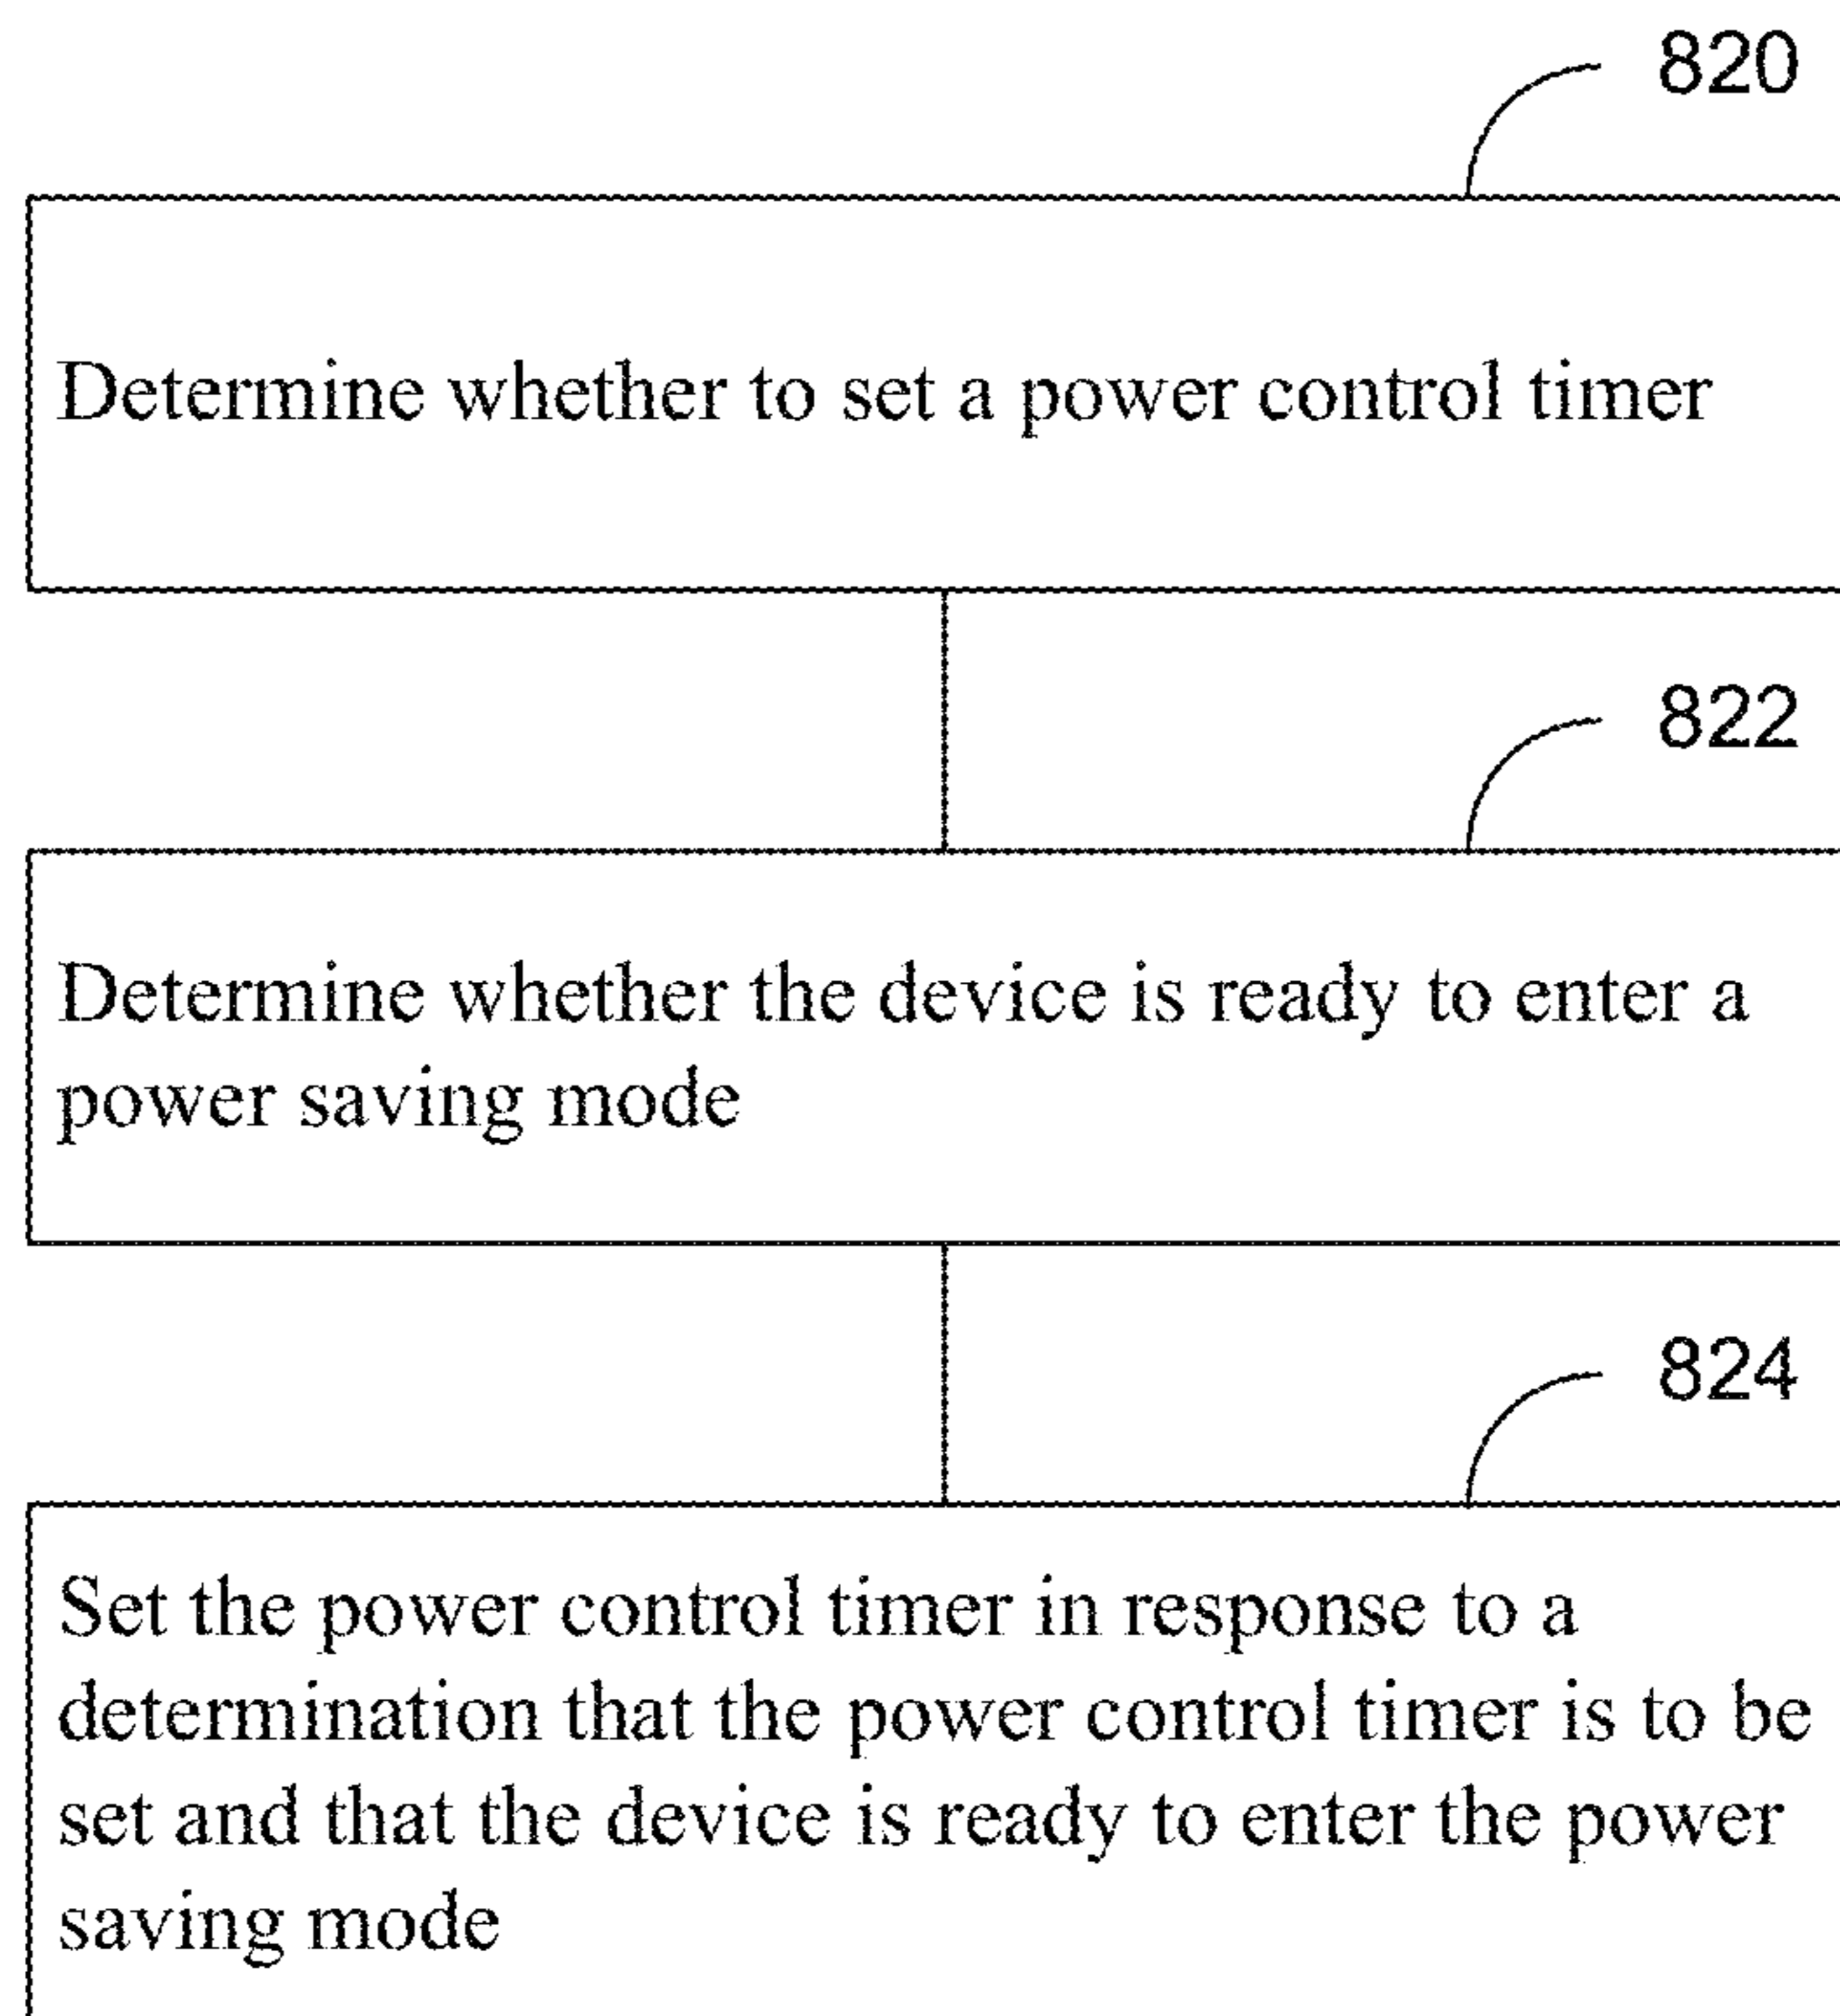 820
Determine whether to set a power control timer
822
Determine whether the device is ready to enter a
power saving mode
824
Set the power control timer in response to a
determination that the power control timer is to be
set and that the device is ready to enter the power
saving mode